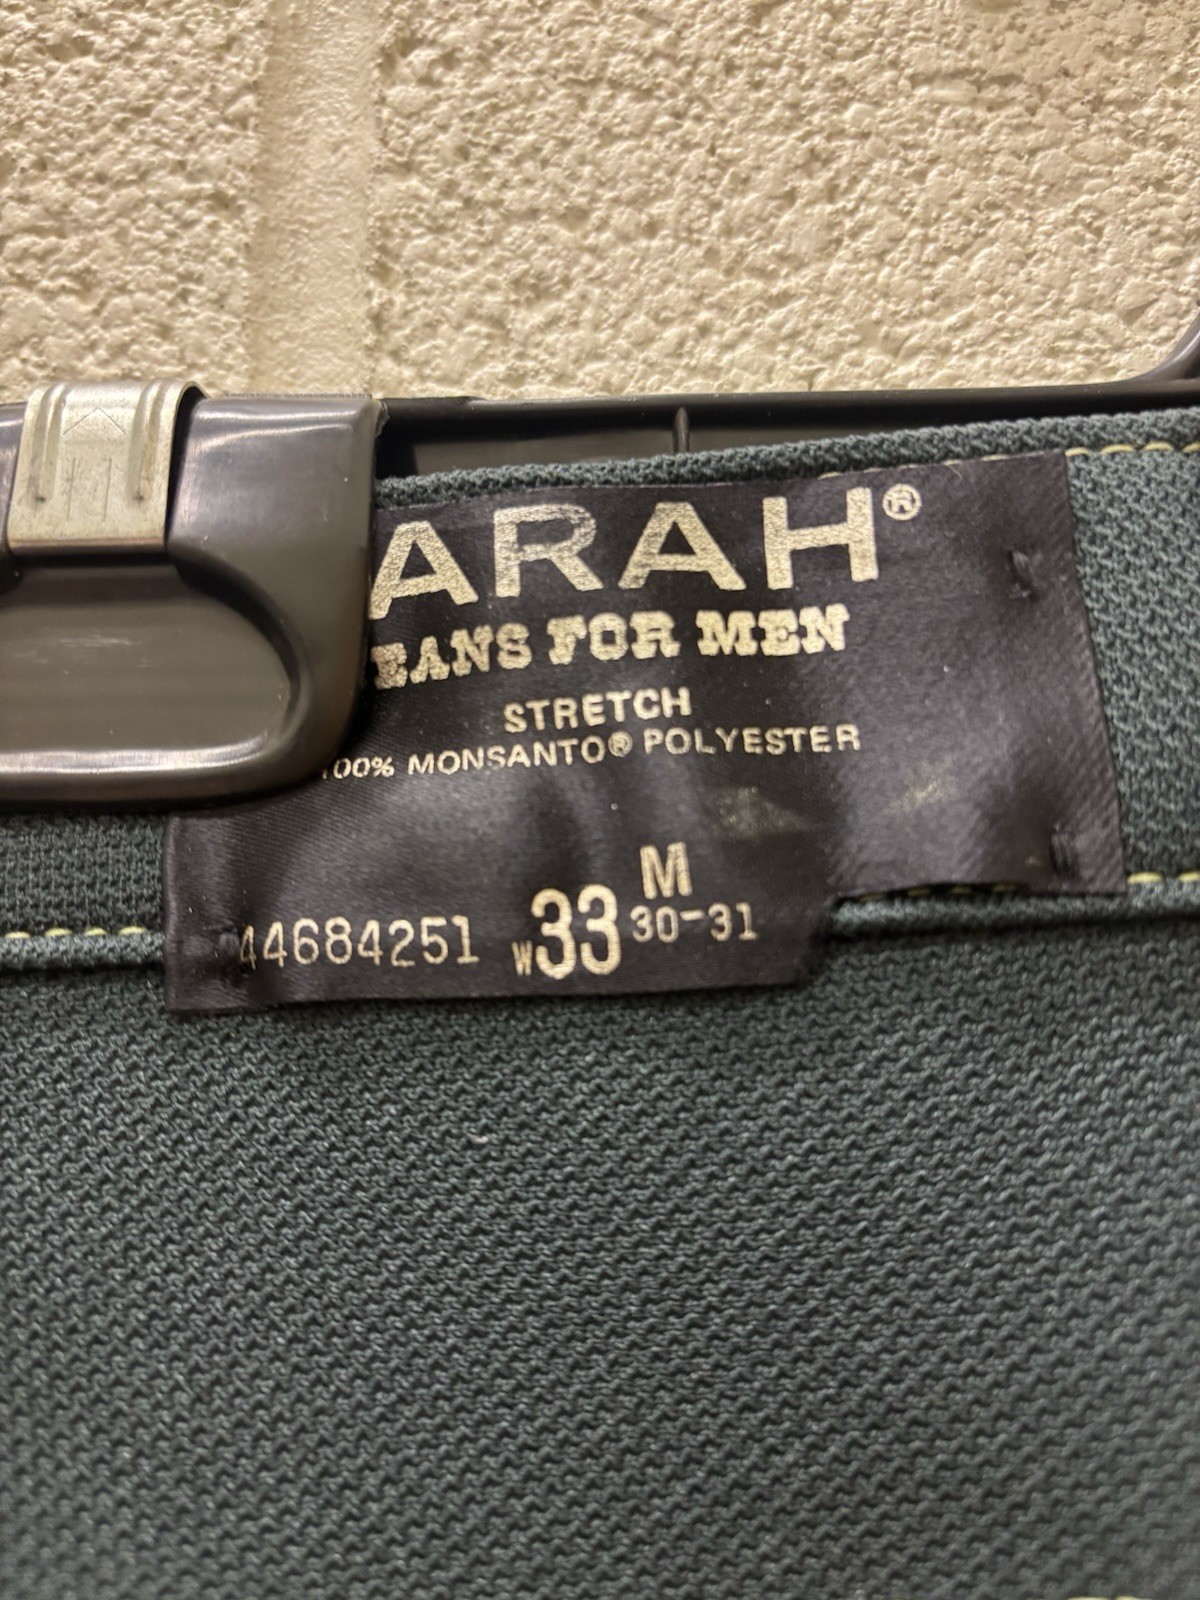 ARAH®
EANS FOR MEN
STRETCH
100% MONSANTO® POLYESTER
M
44684251 W33 30-31